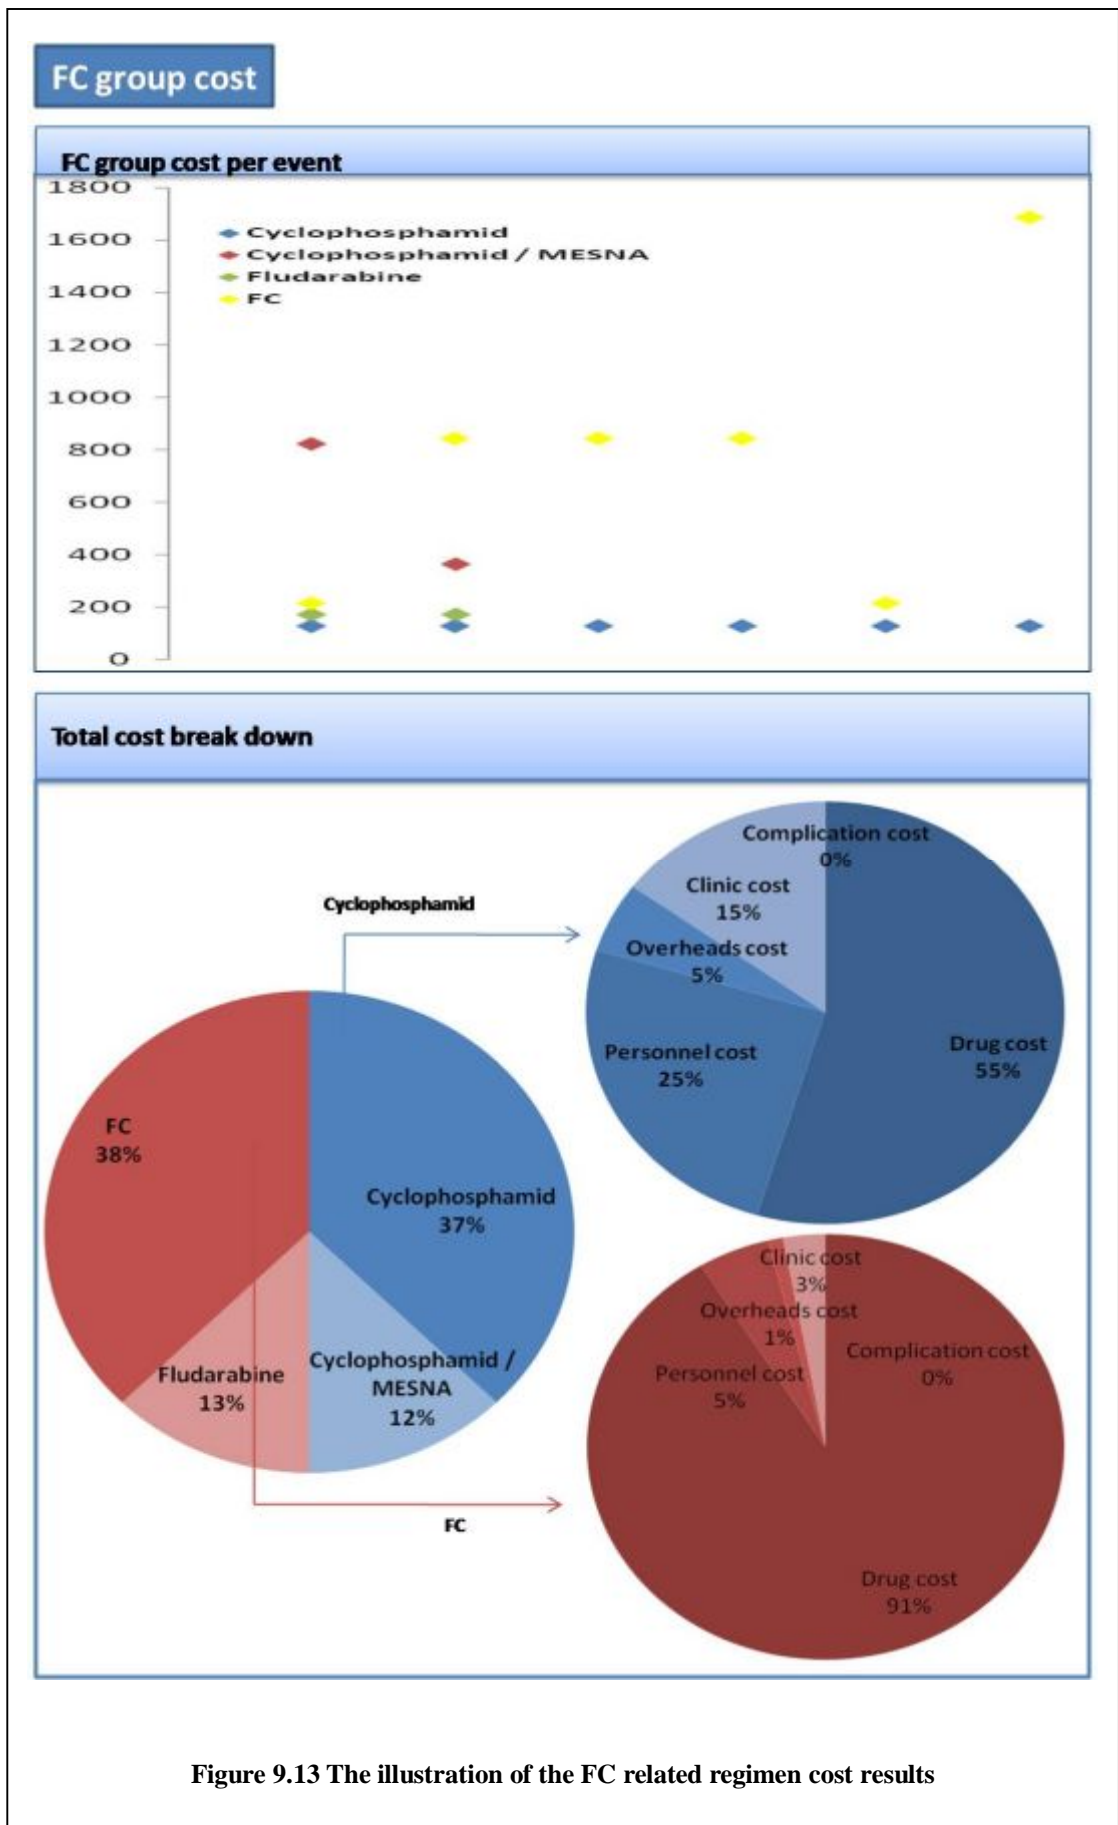 FC group cost
FC group cost per event
1800
1600
1400
1200
1000
800
600
400
200
0
Cyclophosphamid
Cyclophosphamid / MESNA
Fludarabine
FC
Total cost break down
Cyclophosphamid
FC
38%
Cyclophosphamid
37%
Fludarabine
13%
Cyclophosphamid /
MESNA
12%
FC
Complication cost
0%
Clinic cost
15%
Overheads cost
5%
Personnel cost
25%
Drug cost
55%
Clinic cost
3%
Overheads cost
1%
Complication cost
0%
Personnel cost
5%
Drug cost
91%
Figure 9.13 The illustration of the FC related regimen cost results